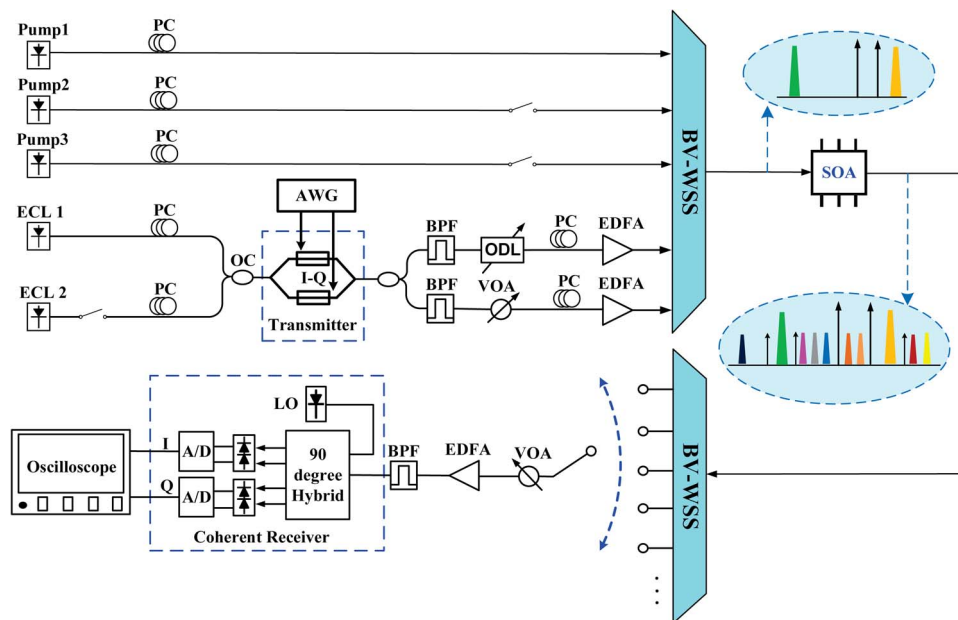 Pump1
PC
Pump2
PC
Pump3
PC
ECL 1
PC
ECL 2
PC
OC
AWG
I-Q
Transmitter
BPF
ODL
PC
EDFA
BPF
VOA
PC
EDFA
BV-WSS
SOA
BV-WSS
VOA
EDFA
BPF
LO
90
degree
Hybrid
A/D
I
A/D
Q
Coherent Receiver
Oscilloscope